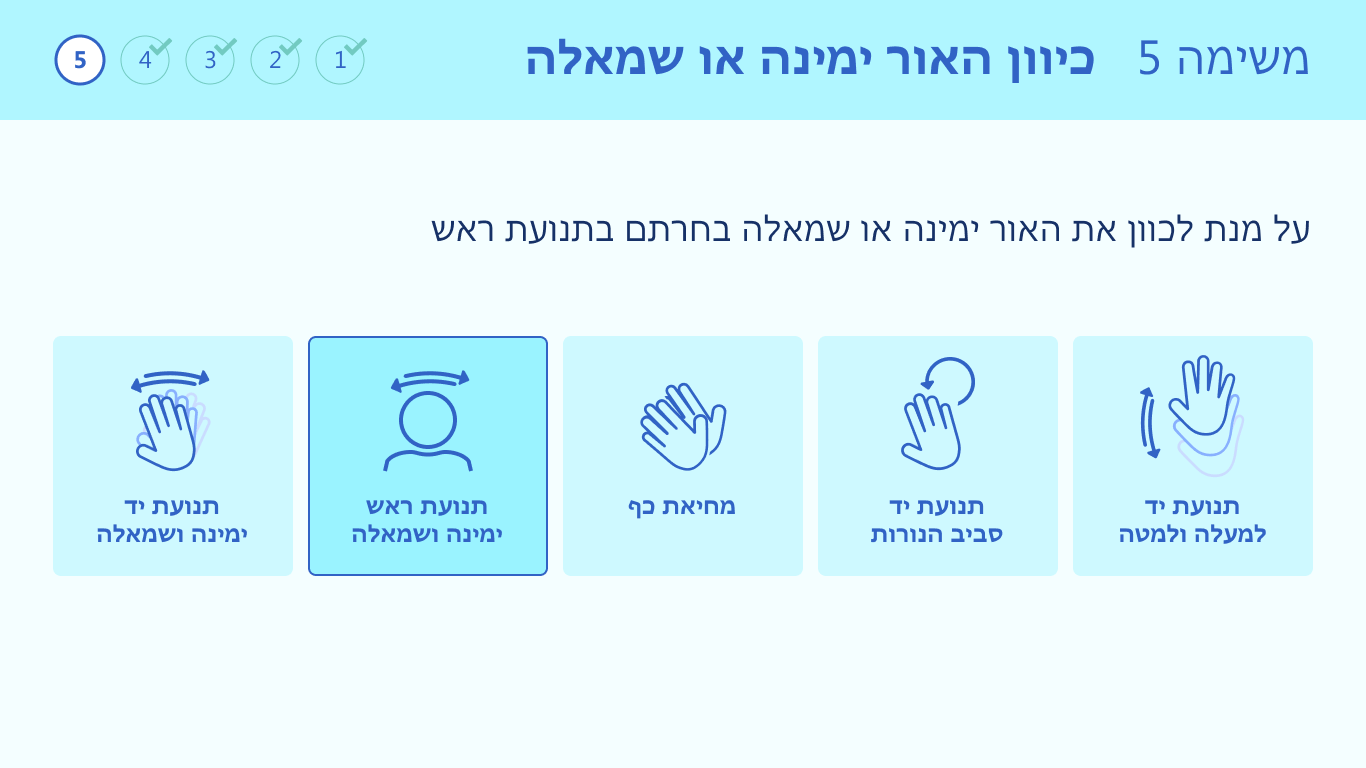 משימה 5 כיוון האור ימינה או שמאלה
1 2 3 4 5
על מנת לכוון את האור ימינה או שמאלה בחרתם בתנועת ראש
תנועת יד
למעלה ולמטה
תנועת יד
סביב הנורות
מחיאת כף
תנועת ראש
ימינה ושמאלה
תנועת יד
ימינה ושמאלה